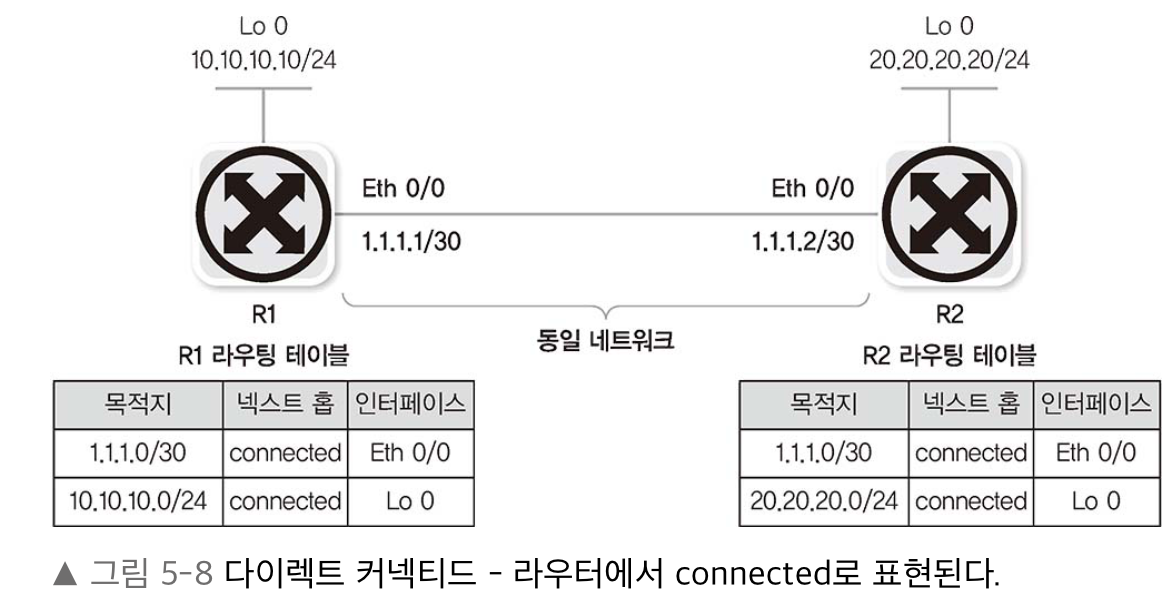 Lo 0
10.10.10.10/24
Lo 0
20.20.20.20/24
Eth 0/0
1.1.1.1/30
Eth 0/0
1.1.1.2/30
R1
동일 네트워크
R2
R1 라우팅 테이블
목적지 넥스트 홉 인터페이스
1.1.1.0/30 connected Eth 0/0
10.10.10.0/24 connected Lo 0
R2 라우팅 테이블
목적지 넥스트 홉 인터페이스
1.1.1.0/30 connected Eth 0/0
20.20.20.0/24 connected Lo 0
▲ 그림 5-8 다이렉트 커넥티드 - 라우터에서 connected로 표현된다.